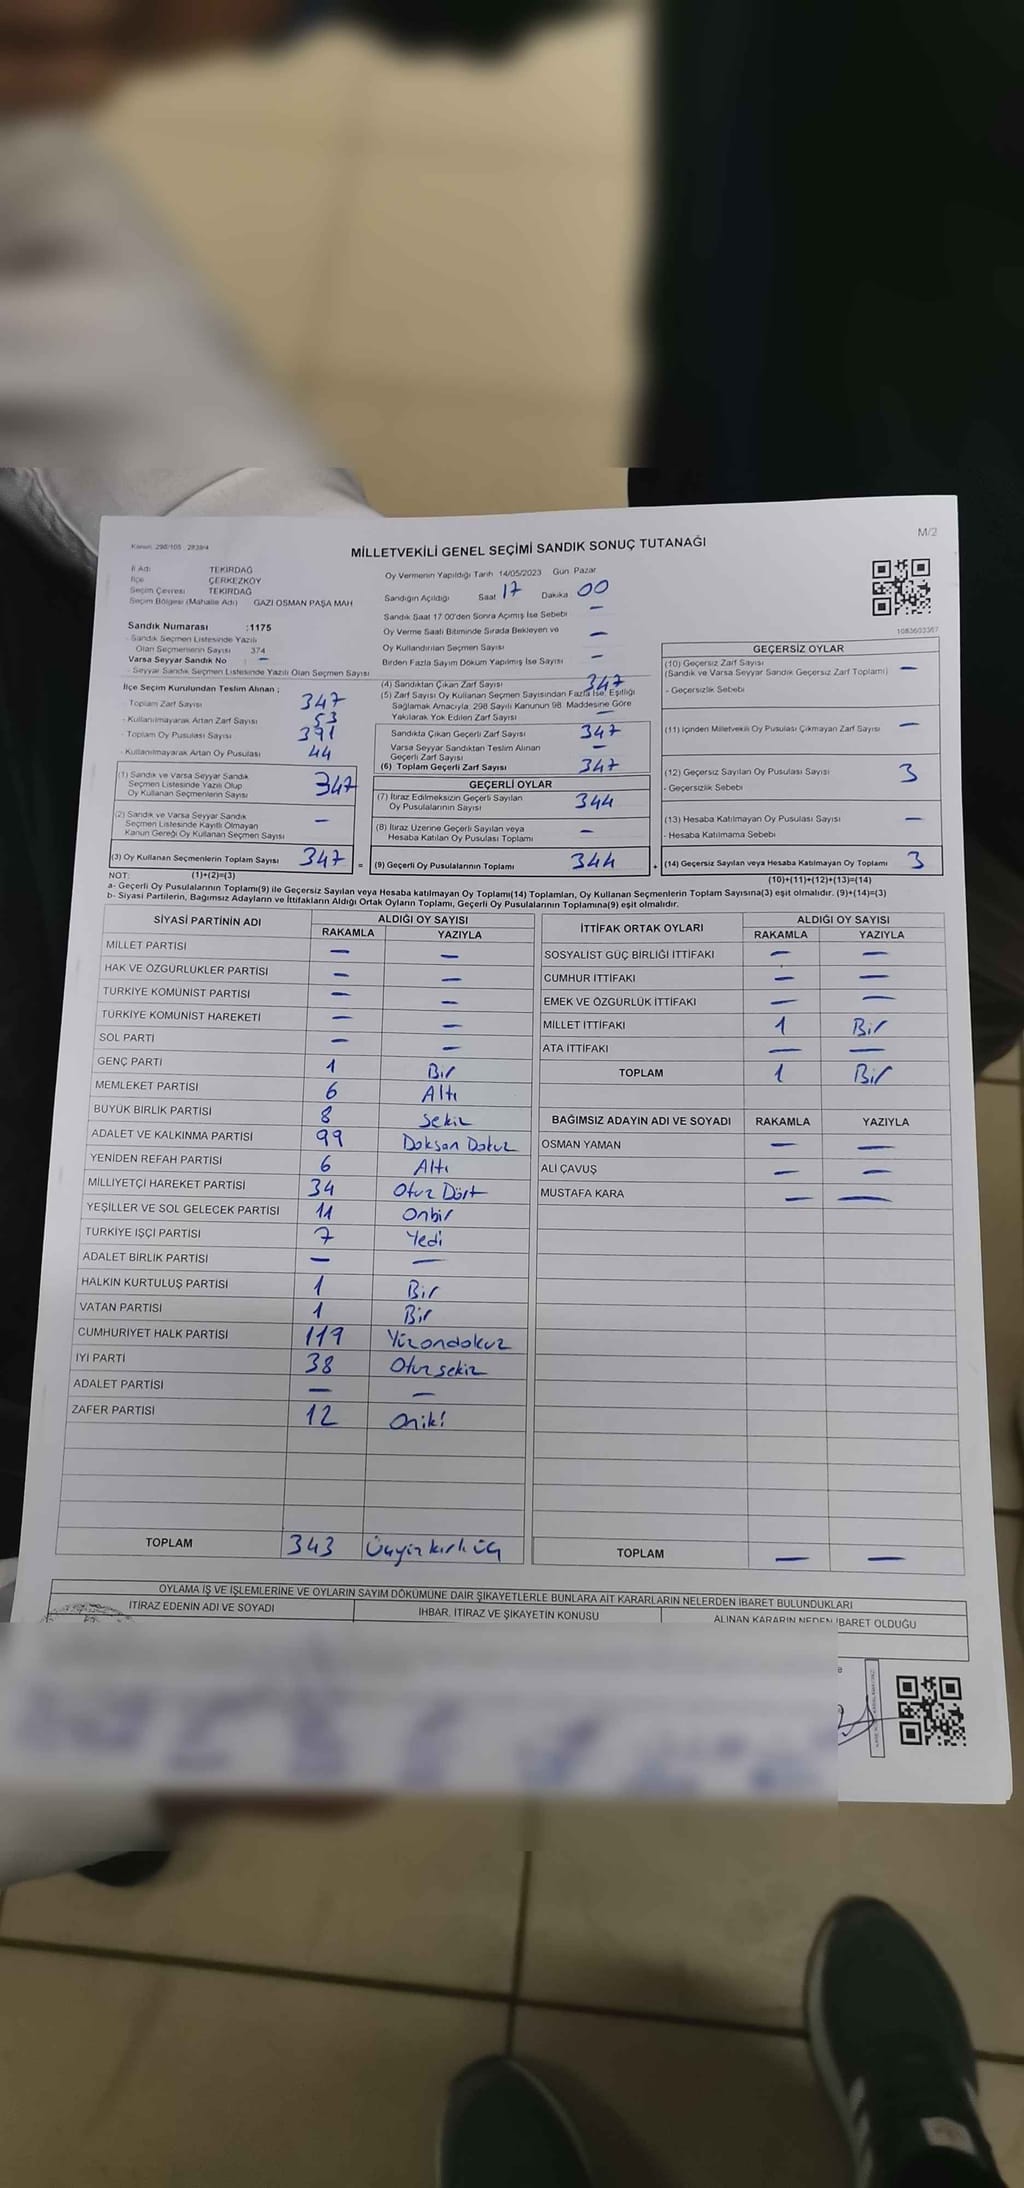 Kanun: 298/105 2839/4
M/2
MİLLETVEKİLİ GENEL SEÇİMİ SANDIK SONUÇ TUTANAĞI
İl Adı TEKİRDAĞ
İlçe ÇERKEZKÖY
Seçim Çevresi TEKİRDAĞ
Seçim Bölgesi (Mahalle Adı) GAZİ OSMAN PAŞA MAH
Sandık Numarası :1175
- Sandık Seçmen Listesinde Yazılı
Olan Seçmenlerin Sayısı 374
Varsa Seyyar Sandık No : —
- Seyyar Sandık Seçmen Listesinde Yazılı Olan Seçmen Sayısı
İlçe Seçim Kurulundan Teslim Alınan ;
- Toplam Zarf Sayısı 347
- Kullanılmayarak Artan Zarf Sayısı 53
- Toplam Oy Pusulası Sayısı 391
- Kullanılmayarak Artan Oy Pusulası 44
(1) Sandık ve Varsa Seyyar Sandık
Seçmen Listesinde Yazılı Olup
Oy Kullanan Seçmenlerin Sayısı 347
(2) Sandık ve Varsa Seyyar Sandık
Seçmen Listesinde Kayıtlı Olmayan
Kanun Gereği Oy Kullanan Seçmen Sayısı —
(3) Oy Kullanan Seçmenlerin Toplam Sayısı 347 =
Oy Vermenin Yapıldığı Tarih 14/05/2023 Gün Pazar
Sandığın Açıldığı Saat 17 Dakika 00
Sandık Saat 17:00'den Sonra Açımış İse Sebebi —
Oy Verme Saati Bitiminde Sırada Bekleyen ve
Oy Kullandırılan Seçmen Sayısı —
Birden Fazla Sayım Döküm Yapılmış İse Sayısı —
(4) Sandıktan Çıkan Zarf Sayısı 347
(5) Zarf Sayısı Oy Kullanan Seçmen Sayısından Fazla İse, Eşitliği
Sağlamak Amacıyla; 298 Sayılı Kanunun 98. Maddesine Göre
Yakılarak Yok Edilen Zarf Sayısı —
Sandıkta Çıkan Geçerli Zarf Sayısı 347
Varsa Seyyar Sandıktan Teslim Alınan
Geçerli Zarf Sayısı —
(6) Toplam Geçerli Zarf Sayısı 347
GEÇERLİ OYLAR
(7) İtiraz Edilmeksizin Geçerli Sayılan
Oy Pusulalarının Sayısı 344
(8) İtiraz Üzerine Geçerli Sayılan veya
Hesaba Katılan Oy Pusulası Toplamı —
(9) Geçerli Oy Pusulalarının Toplamı 344 +
1083603367
GEÇERSİZ OYLAR
(10) Geçersiz Zarf Sayısı
(Sandık ve Varsa Seyyar Sandık Geçersiz Zarf Toplamı) —
- Geçersizlik Sebebi
(11) İçinden Milletvekili Oy Pusulası Çıkmayan Zarf Sayısı —
(12) Geçersiz Sayılan Oy Pusulası Sayısı 3
- Geçersizlik Sebebi
(13) Hesaba Katılmayan Oy Pusulası Sayısı —
- Hesaba Katılmama Sebebi
(14) Geçersiz Sayılan veya Hesaba Katılmayan Oy Toplamı 3
NOT: (1)+(2)=(3) (10)+(11)+(12)+(13)=(14)
a- Geçerli Oy Pusulalarının Toplamı(9) ile Geçersiz Sayılan veya Hesaba katılmayan Oy Toplamı(14) Toplamları, Oy Kullanan Seçmenlerin Toplam Sayısına(3) eşit olmalıdır. (9)+(14)=(3)
b- Siyasi Partilerin, Bağımsız Adayların ve İttifakların Aldığı Ortak Oyların Toplamı, Geçerli Oy Pusulalarının Toplamına(9) eşit olmalıdır.
SİYASİ PARTİNİN ADI ALDIĞI OY SAYISI
RAKAMLA YAZIYLA
MİLLET PARTİSİ — —
HAK VE ÖZGÜRLÜKLER PARTİSİ — —
TÜRKİYE KOMÜNİST PARTİSİ — —
TÜRKİYE KOMÜNİST HAREKETİ — —
SOL PARTİ — —
GENÇ PARTİ 1 Bir
MEMLEKET PARTİSİ 6 Altı
BÜYÜK BİRLİK PARTİSİ 8 Sekiz
ADALET VE KALKINMA PARTİSİ 99 Doksan Dokuz
YENİDEN REFAH PARTİSİ 6 Altı
MİLLİYETÇİ HAREKET PARTİSİ 34 Otuz Dört
YEŞİLLER VE SOL GELECEK PARTİSİ 11 Onbir
TÜRKİYE İŞÇİ PARTİSİ 7 Yedi
ADALET BİRLİK PARTİSİ — —
HALKIN KURTULUŞ PARTİSİ 1 Bir
VATAN PARTİSİ 1 Bir
CUMHURİYET HALK PARTİSİ 119 Yüzondokuz
İYİ PARTİ 38 Otuzsekiz
ADALET PARTİSİ — —
ZAFER PARTİSİ 12 Oniki
TOPLAM 343 Üçyüzkırküç
İTTİFAK ORTAK OYLARI ALDIĞI OY SAYISI
RAKAMLA YAZIYLA
SOSYALİST GÜÇ BİRLİĞİ İTTİFAKI — —
CUMHUR İTTİFAKI — —
EMEK VE ÖZGÜRLÜK İTTİFAKI — —
MİLLET İTTİFAKI 1 Bir
ATA İTTİFAKI — —
TOPLAM 1 Bir
BAĞIMSIZ ADAYIN ADI VE SOYADI RAKAMLA YAZIYLA
OSMAN YAMAN — —
ALİ ÇAVUŞ — —
MUSTAFA KARA — —
TOPLAM — —
OYLAMA İŞ VE İŞLEMLERİNE VE OYLARIN SAYIM DÖKÜMÜNE DAİR ŞİKAYETLERLE BUNLARA AİT KARARLARIN NELERDEN İBARET BULUNDUKLARI
İTİRAZ EDENİN ADI VE SOYADI İHBAR, İTİRAZ VE ŞİKAYETİN KONUSU ALINAN KARARIN NEDEN İBARET OLDUĞU